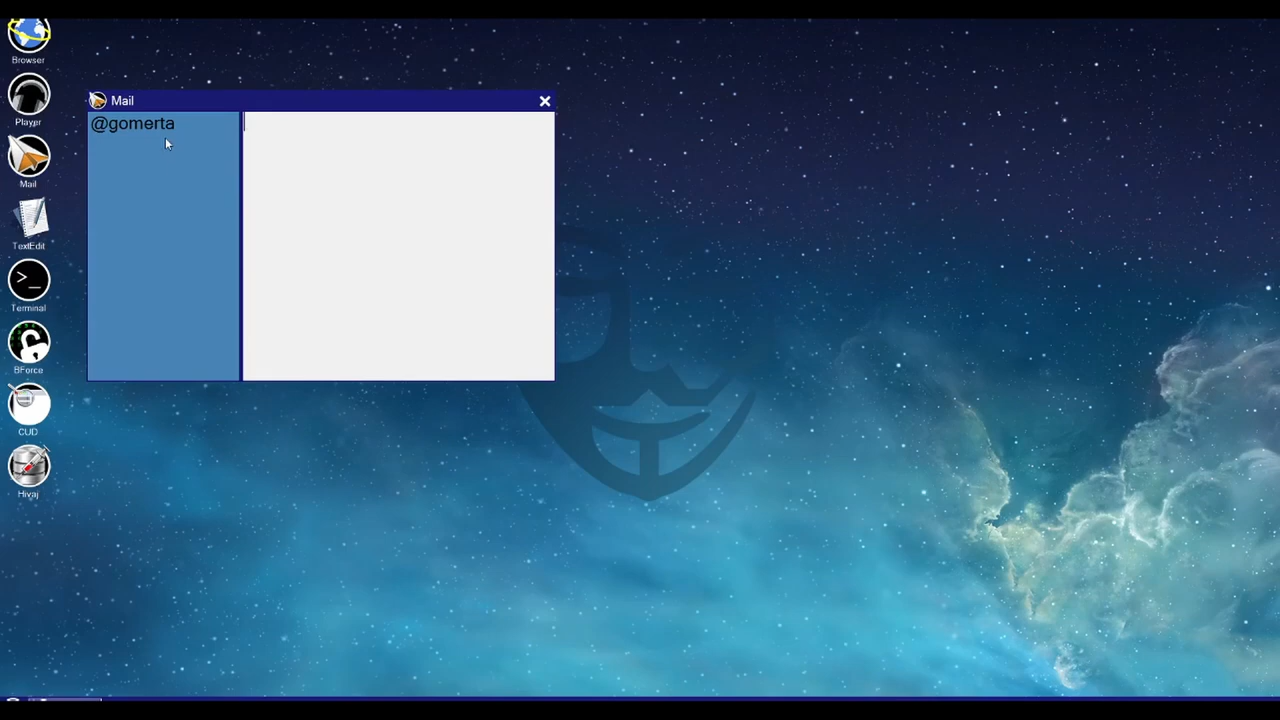 Browser
Player
Mail
TextEdit
Terminal
>_
BForce
CUD
Hivaj
Mail
@gomerta